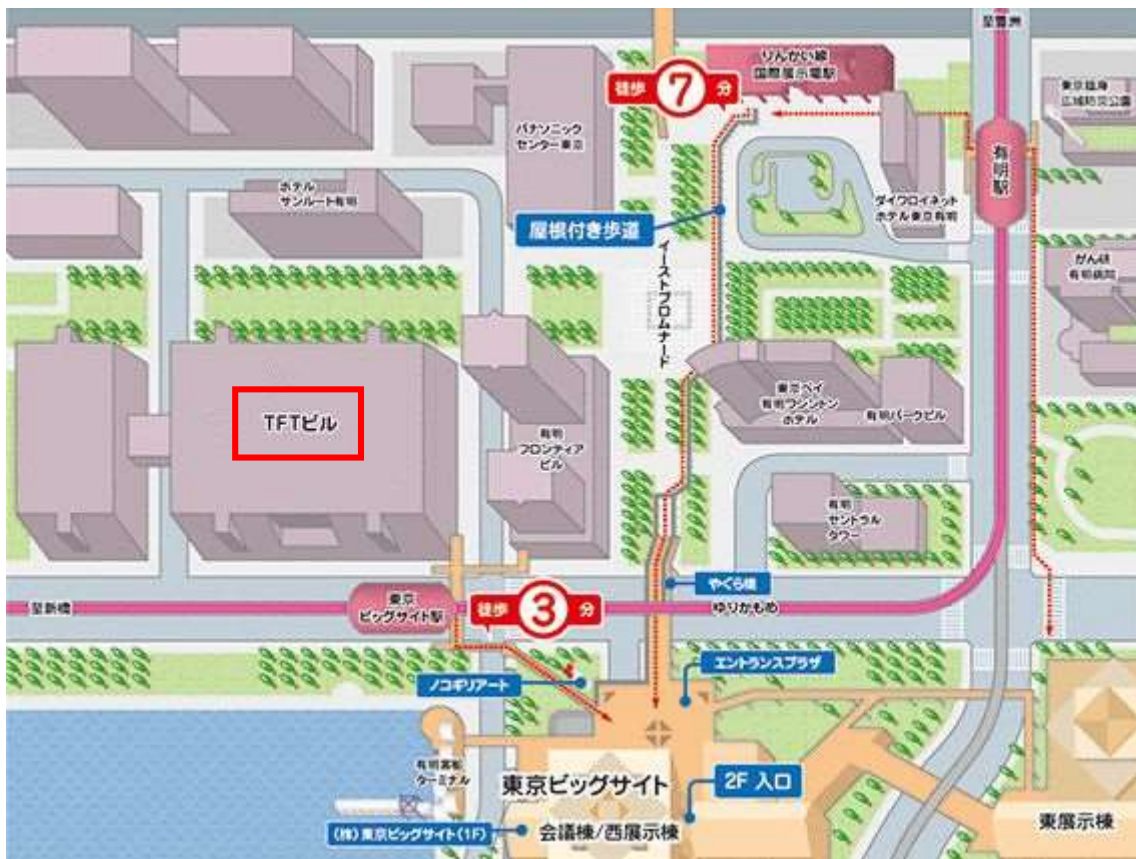 至豊洲
りんかい線
国際展示場駅
徒歩 7 分
東京臨海
広域防災公園
パナソニック
センター東京
有明駅
ホテル
サンルート有明
ダイワロイネット
ホテル東京有明
屋根付き歩道
イーストプロムナード
がん研
有明病院
TFTビル
東京ベイ
有明ワシントン
ホテル
有明パークビル
有明
フロンティア
ビル
有明
セントラル
タワー
やぐら橋
至新橋
東京
ビッグサイト駅
徒歩 3 分
ゆりかもめ
エントランスプラザ
ノコギリアート
有明客船
ターミナル
東京ビッグサイト
2F 入口
(株)東京ビッグサイト(1F)
会議棟/西展示棟
東展示棟